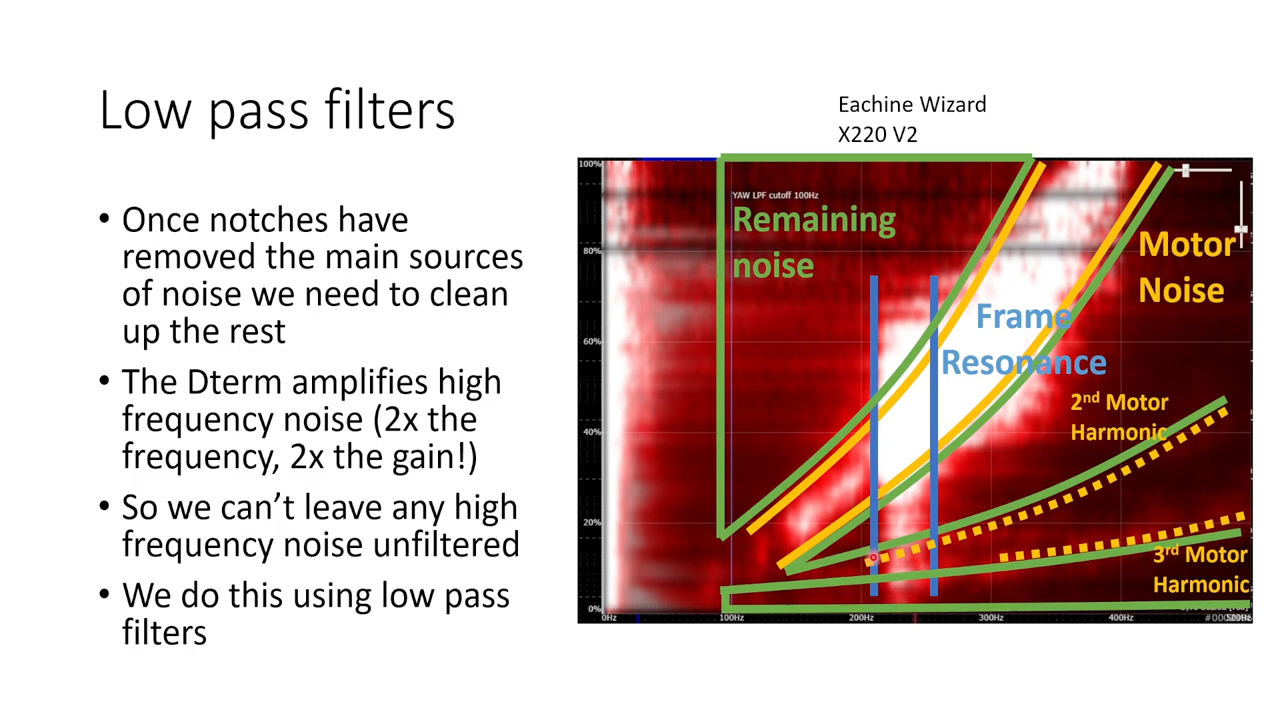 Low pass filters
• Once notches have
removed the main sources
of noise we need to clean
up the rest
• The Dterm amplifies high
frequency noise (2x the
frequency, 2x the gain!)
• So we can’t leave any high
frequency noise unfiltered
• We do this using low pass
filters
Eachine Wizard
X220 V2
100%
YAW LPF cutoff 100Hz
Remaining
noise
80%
Motor
Noise
60%
Frame
Resonance
2nd Motor
Harmonic
40%
20%
3rd Motor
Harmonic
0%
0Hz
100Hz
200Hz
300Hz
400Hz